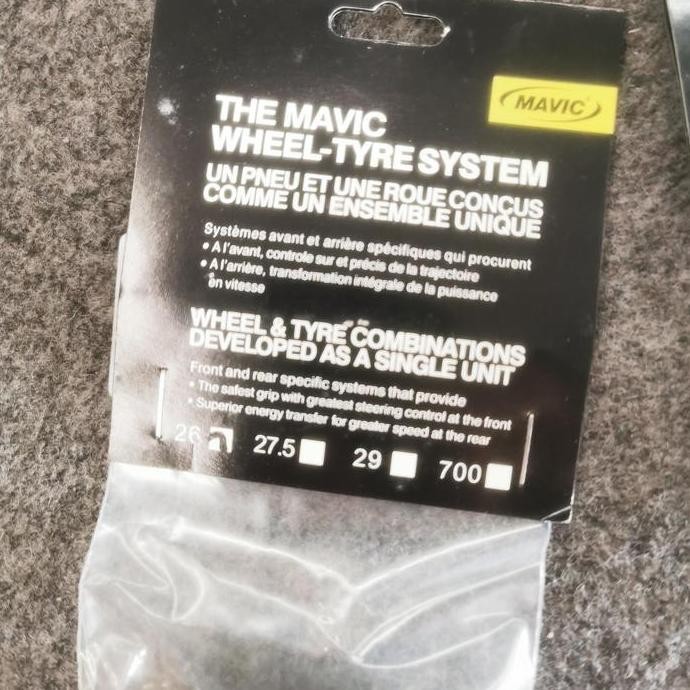 MAVIC
THE MAVIC
WHEEL-TYRE SYSTEM
UN PNEU ET UNE ROUE CONÇUS
COMME UN ENSEMBLE UNIQUE
Systèmes avant et arrière spécifiques qui procurent
• A l'avant, controle sur et précis de la trajectoire
• A l'arrière, transformation intégrale de la puissance
en vitesse
WHEEL & TYRE COMBINATIONS
DEVELOPED AS A SINGLE UNIT
Front and rear specific systems that provide
• The safest grip with greatest steering control at the front
• Superior energy transfer for greater speed at the rear
26 27.5 29 700